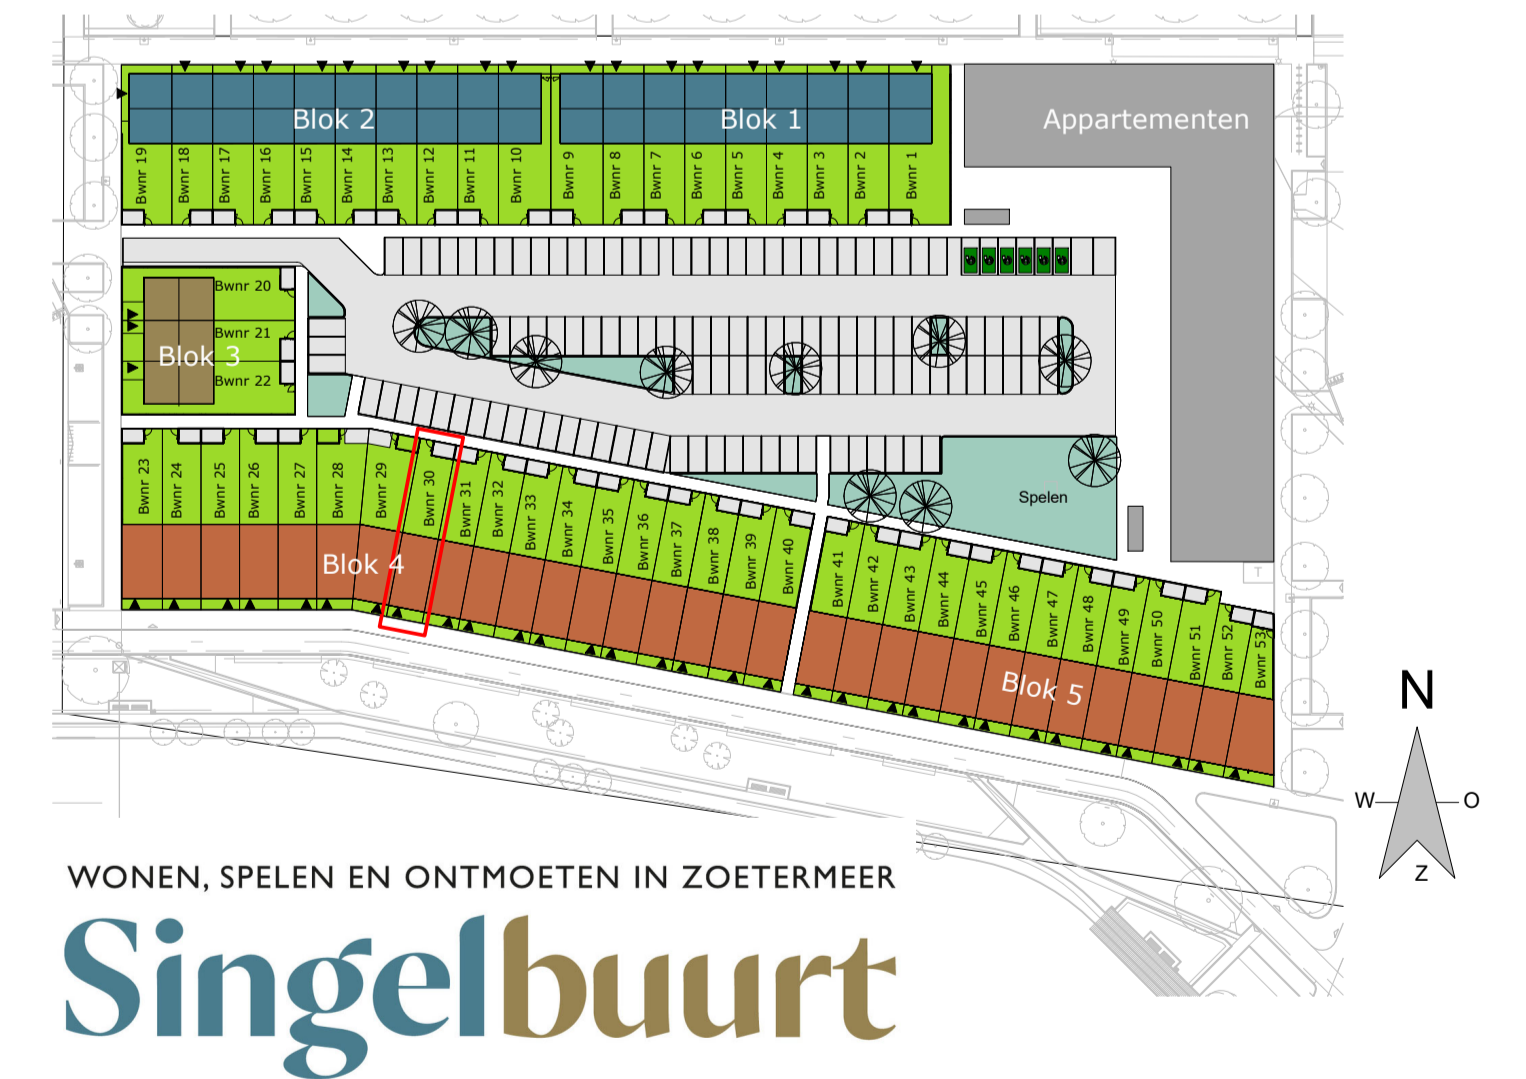 Blok 2
Blok 1
Appartementen
Bwnr 19
Bwnr 18
Bwnr 17
Bwnr 16
Bwnr 15
Bwnr 14
Bwnr 13
Bwnr 12
Bwnr 11
Bwnr 10
Bwnr 9
Bwnr 8
Bwnr 7
Bwnr 6
Bwnr 5
Bwnr 4
Bwnr 3
Bwnr 2
Bwnr 1
Bwnr 20
Bwnr 21
Blok 3
Bwnr 22
Bwnr 23
Bwnr 24
Bwnr 25
Bwnr 26
Bwnr 27
Bwnr 28
Bwnr 29
Bwnr 30
Bwnr 31
Bwnr 32
Bwnr 33
Bwnr 34
Bwnr 35
Bwnr 36
Bwnr 37
Bwnr 38
Bwnr 39
Bwnr 40
Bwnr 41
Bwnr 42
Bwnr 43
Bwnr 44
Bwnr 45
Bwnr 46
Bwnr 47
Bwnr 48
Bwnr 49
Bwnr 50
Bwnr 51
Bwnr 52
Bwnr 53
Spelen
T
Blok 4
Blok 5
N
W
O
Z
WONEN, SPELEN EN ONTMOETEN IN ZOETERMEER
Singelbuurt